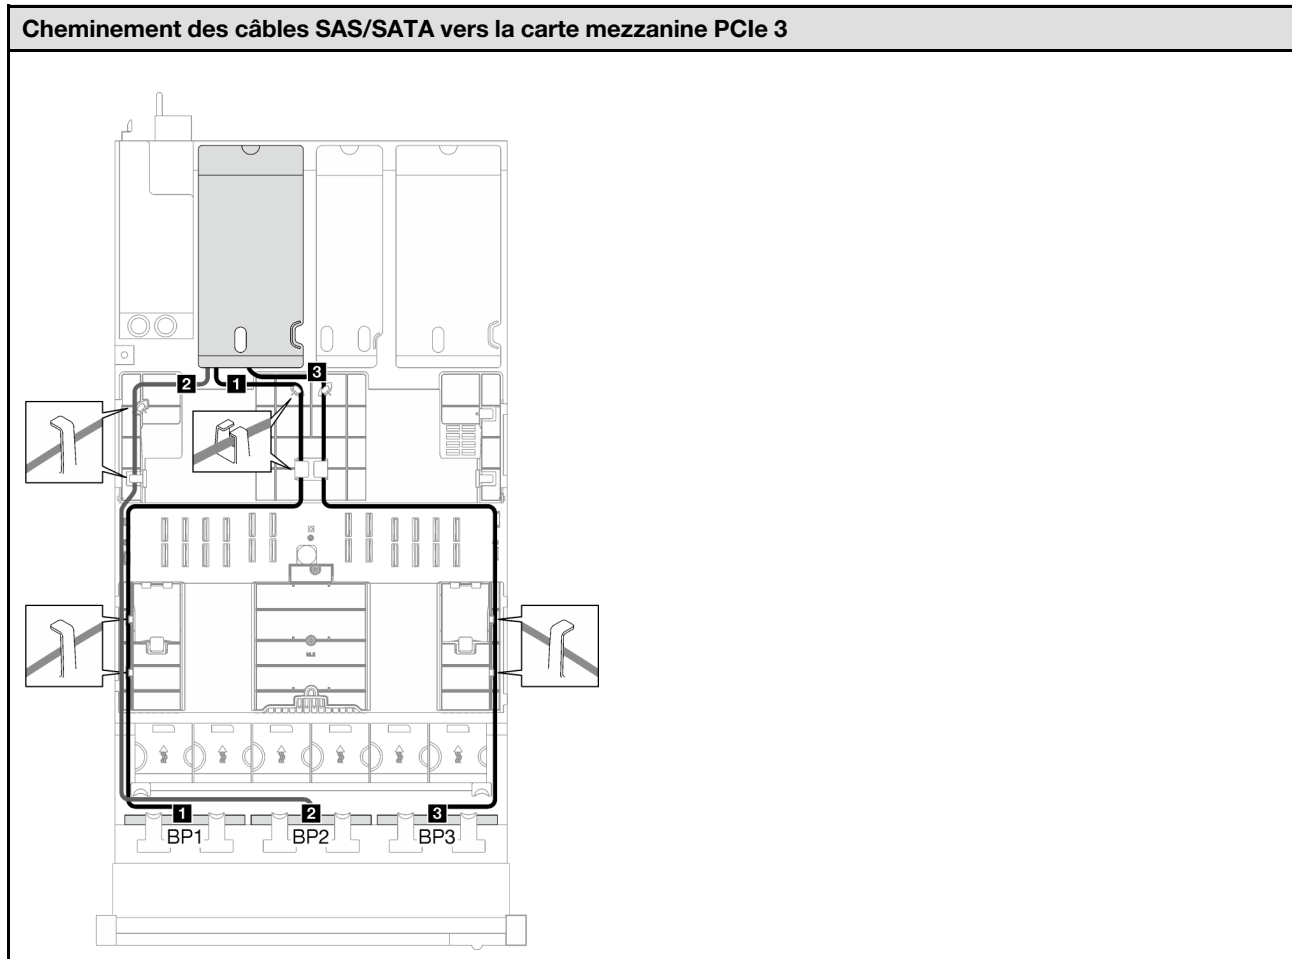 Cheminement des câbles SAS/SATA vers la carte mezzanine PCIe 3
3
2 1
M.2
1 2 3
BP1 BP2 BP3